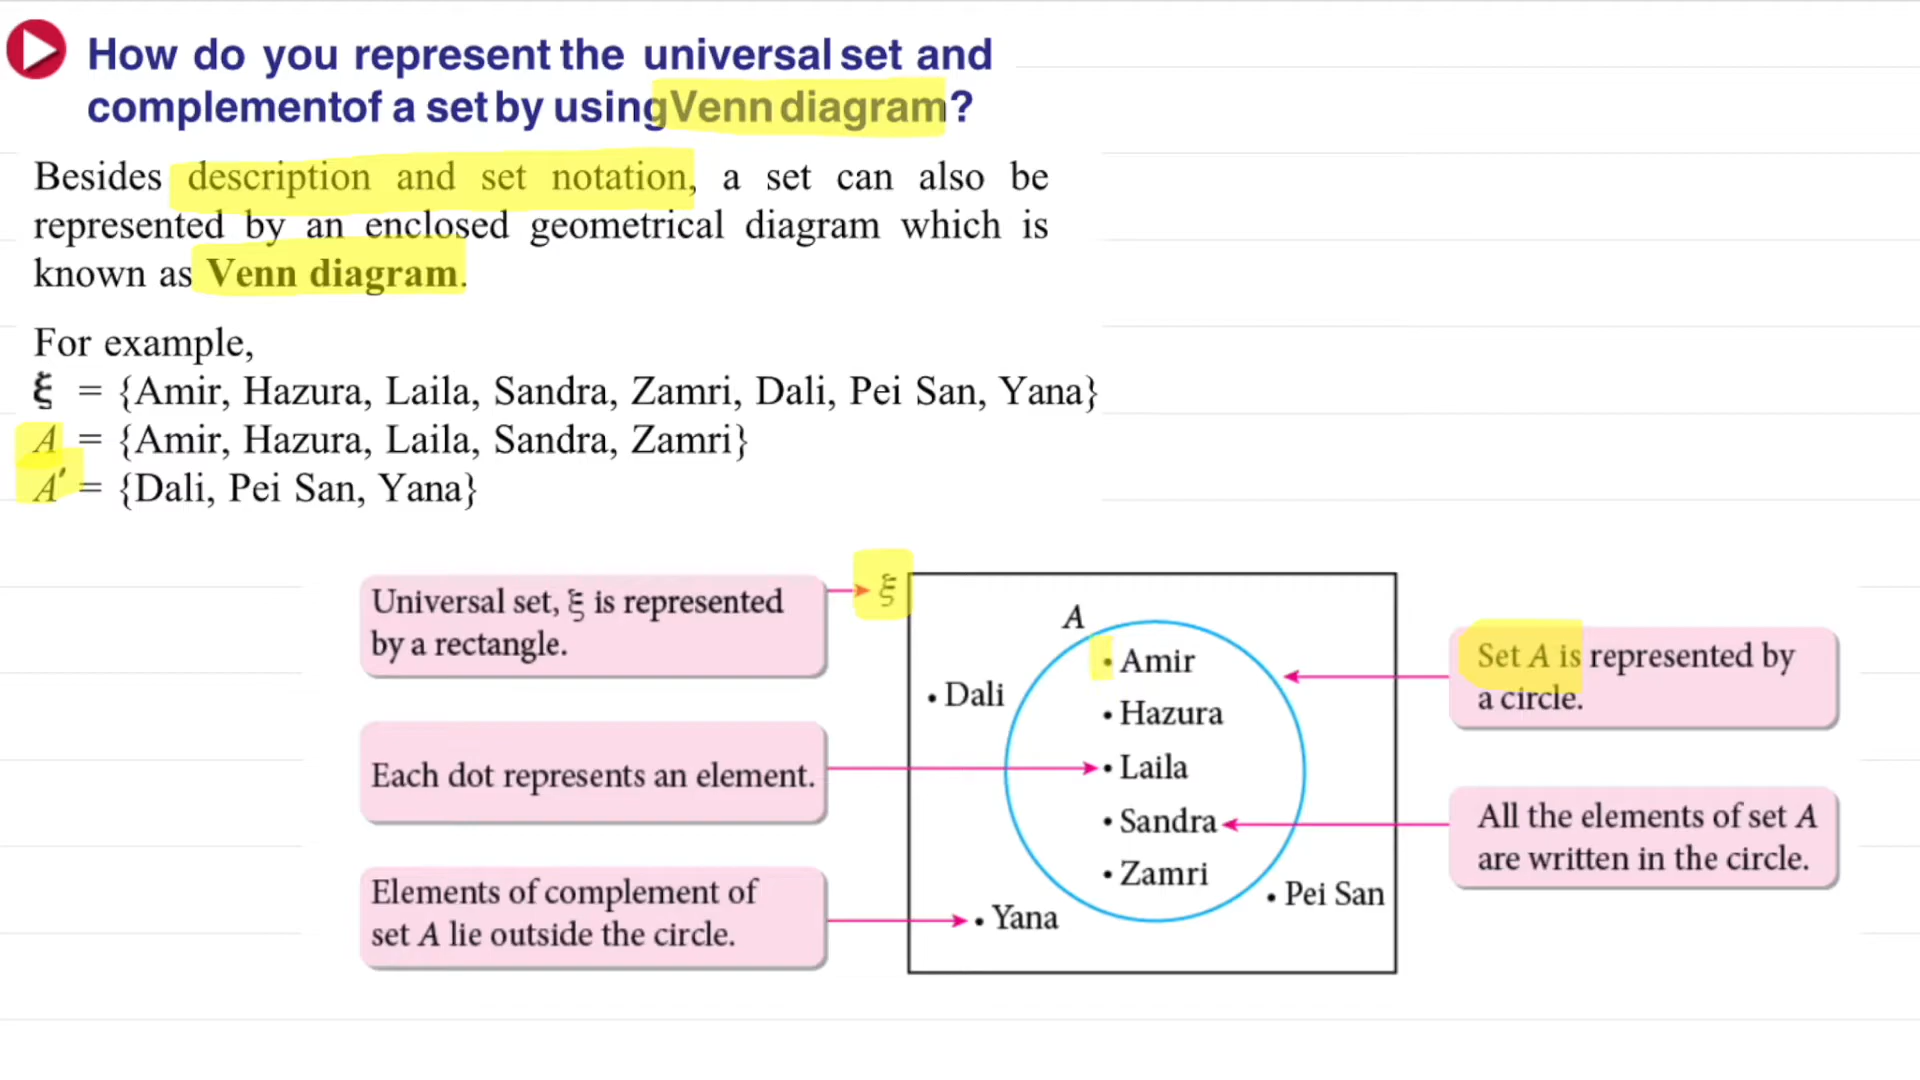 How do you represent the universal set and
complementof a set by using Venn diagram?
Besides description and set notation, a set can also be
represented by an enclosed geometrical diagram which is
known as Venn diagram.
For example,
ξ = {Amir, Hazura, Laila, Sandra, Zamri, Dali, Pei San, Yana}
A = {Amir, Hazura, Laila, Sandra, Zamri}
A′ = {Dali, Pei San, Yana}
Universal set, ξ is represented
by a rectangle.
Each dot represents an element.
Elements of complement of
set A lie outside the circle.
ξ
A
• Amir
• Dali
• Hazura
• Laila
• Sandra
• Zamri
• Pei San
• Yana
Set A is represented by
a circle.
All the elements of set A
are written in the circle.